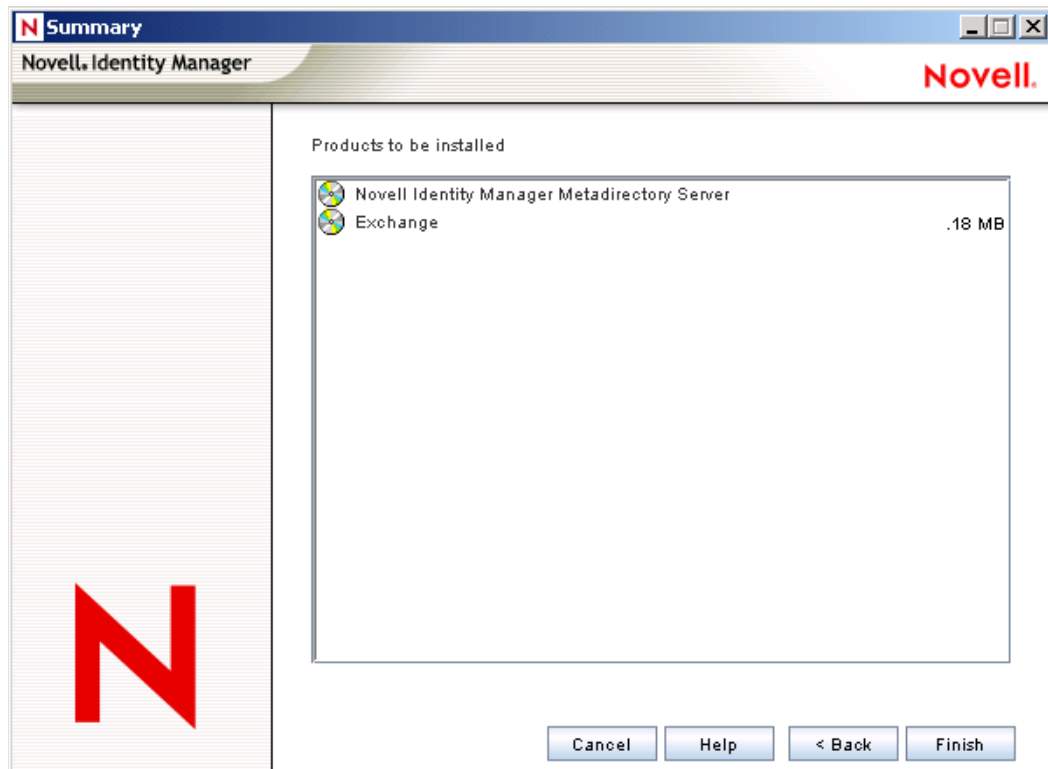 N Summary
Novell. Identity Manager
Novell.
Products to be installed
Novell Identity Manager Metadirectory Server
Exchange .18 MB
N
Cancel Help < Back Finish